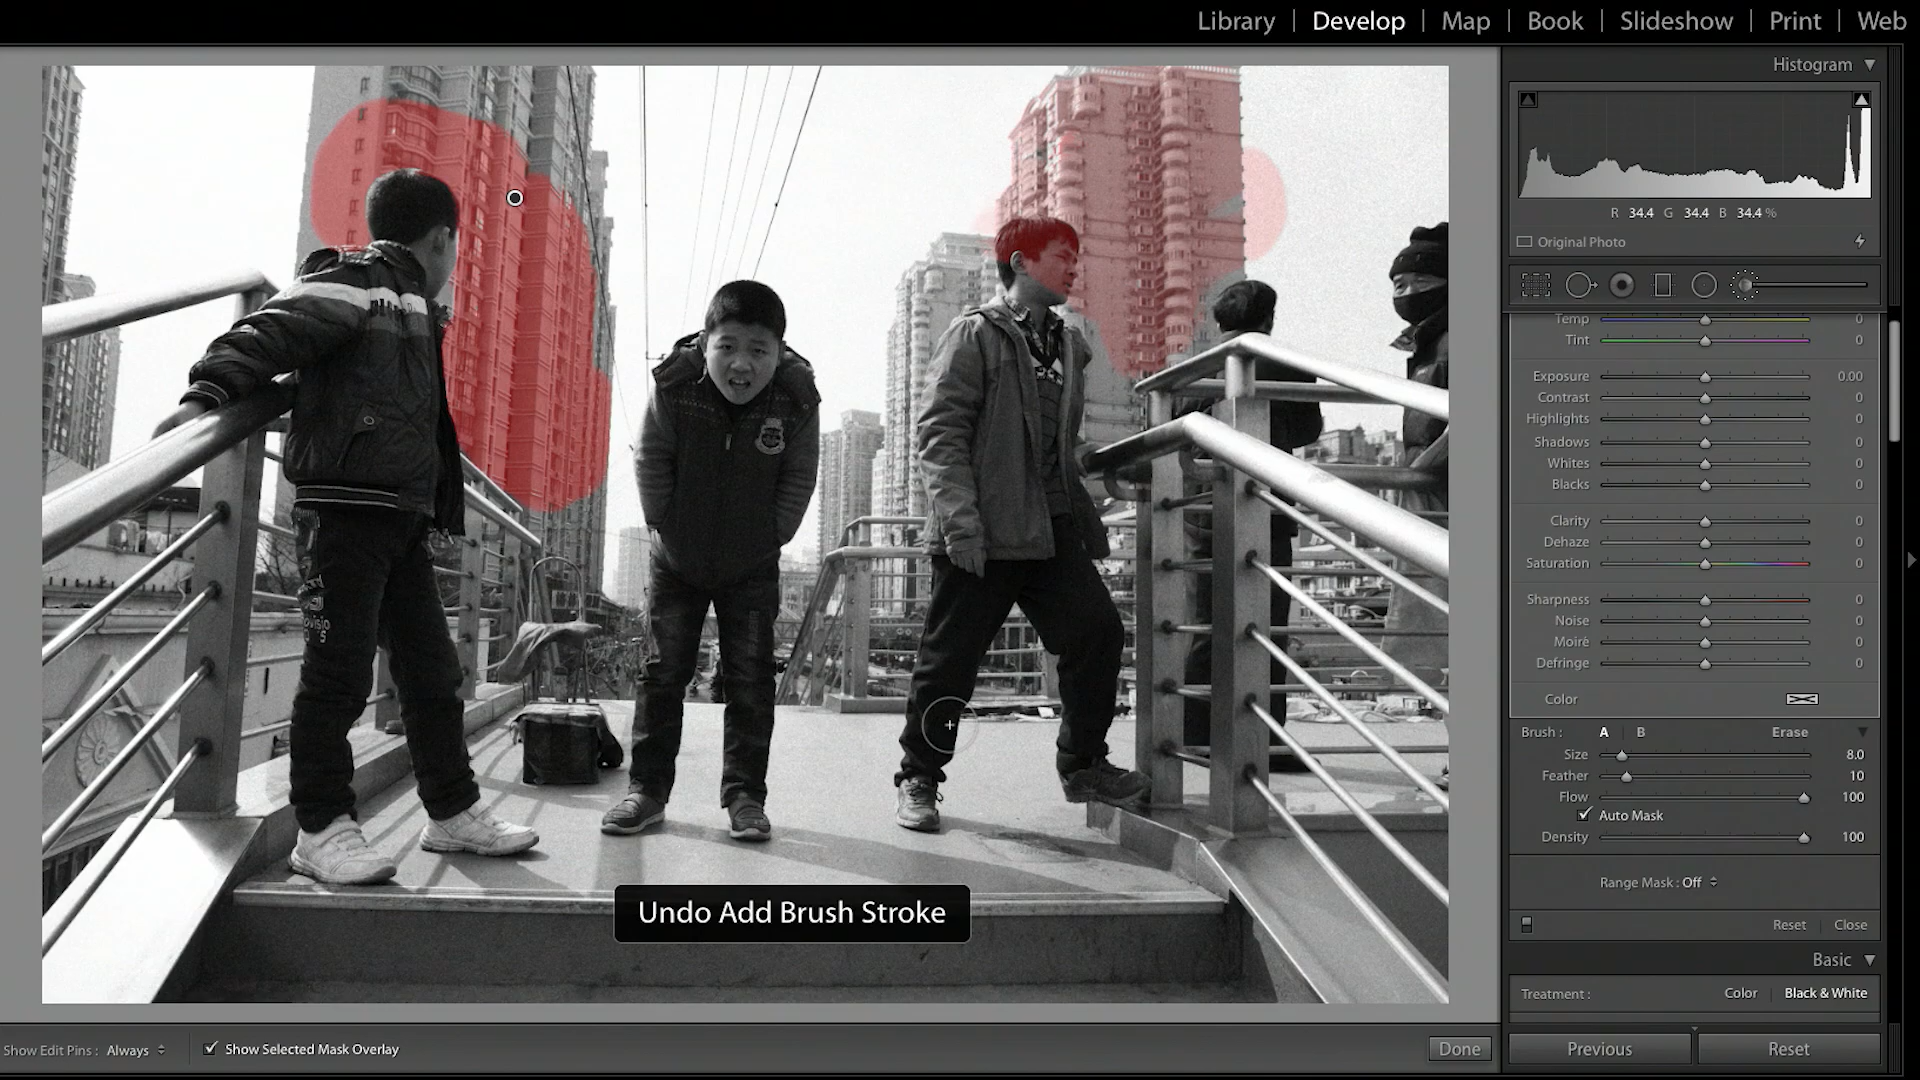 Library | Develop | Map | Book | Slideshow | Print | Web
Histogram
R 34.4 G 34.4 B 34.4 %
Original Photo
Temp 0
Tint 0
Exposure 0.00
Contrast 0
Highlights 0
Shadows 0
Whites 0
Blacks 0
Clarity 0
Dehaze 0
Saturation 0
Sharpness 0
Noise 0
Moiré 0
Defringe 0
Color
Brush : A | B Erase
Size 8.0
Feather 10
Flow 100
Auto Mask
Density 100
Range Mask : Off
Reset | Close
Basic
Treatment : Color | Black & White
Undo Add Brush Stroke
Show Edit Pins : Always
Show Selected Mask Overlay
Done
Previous
Reset